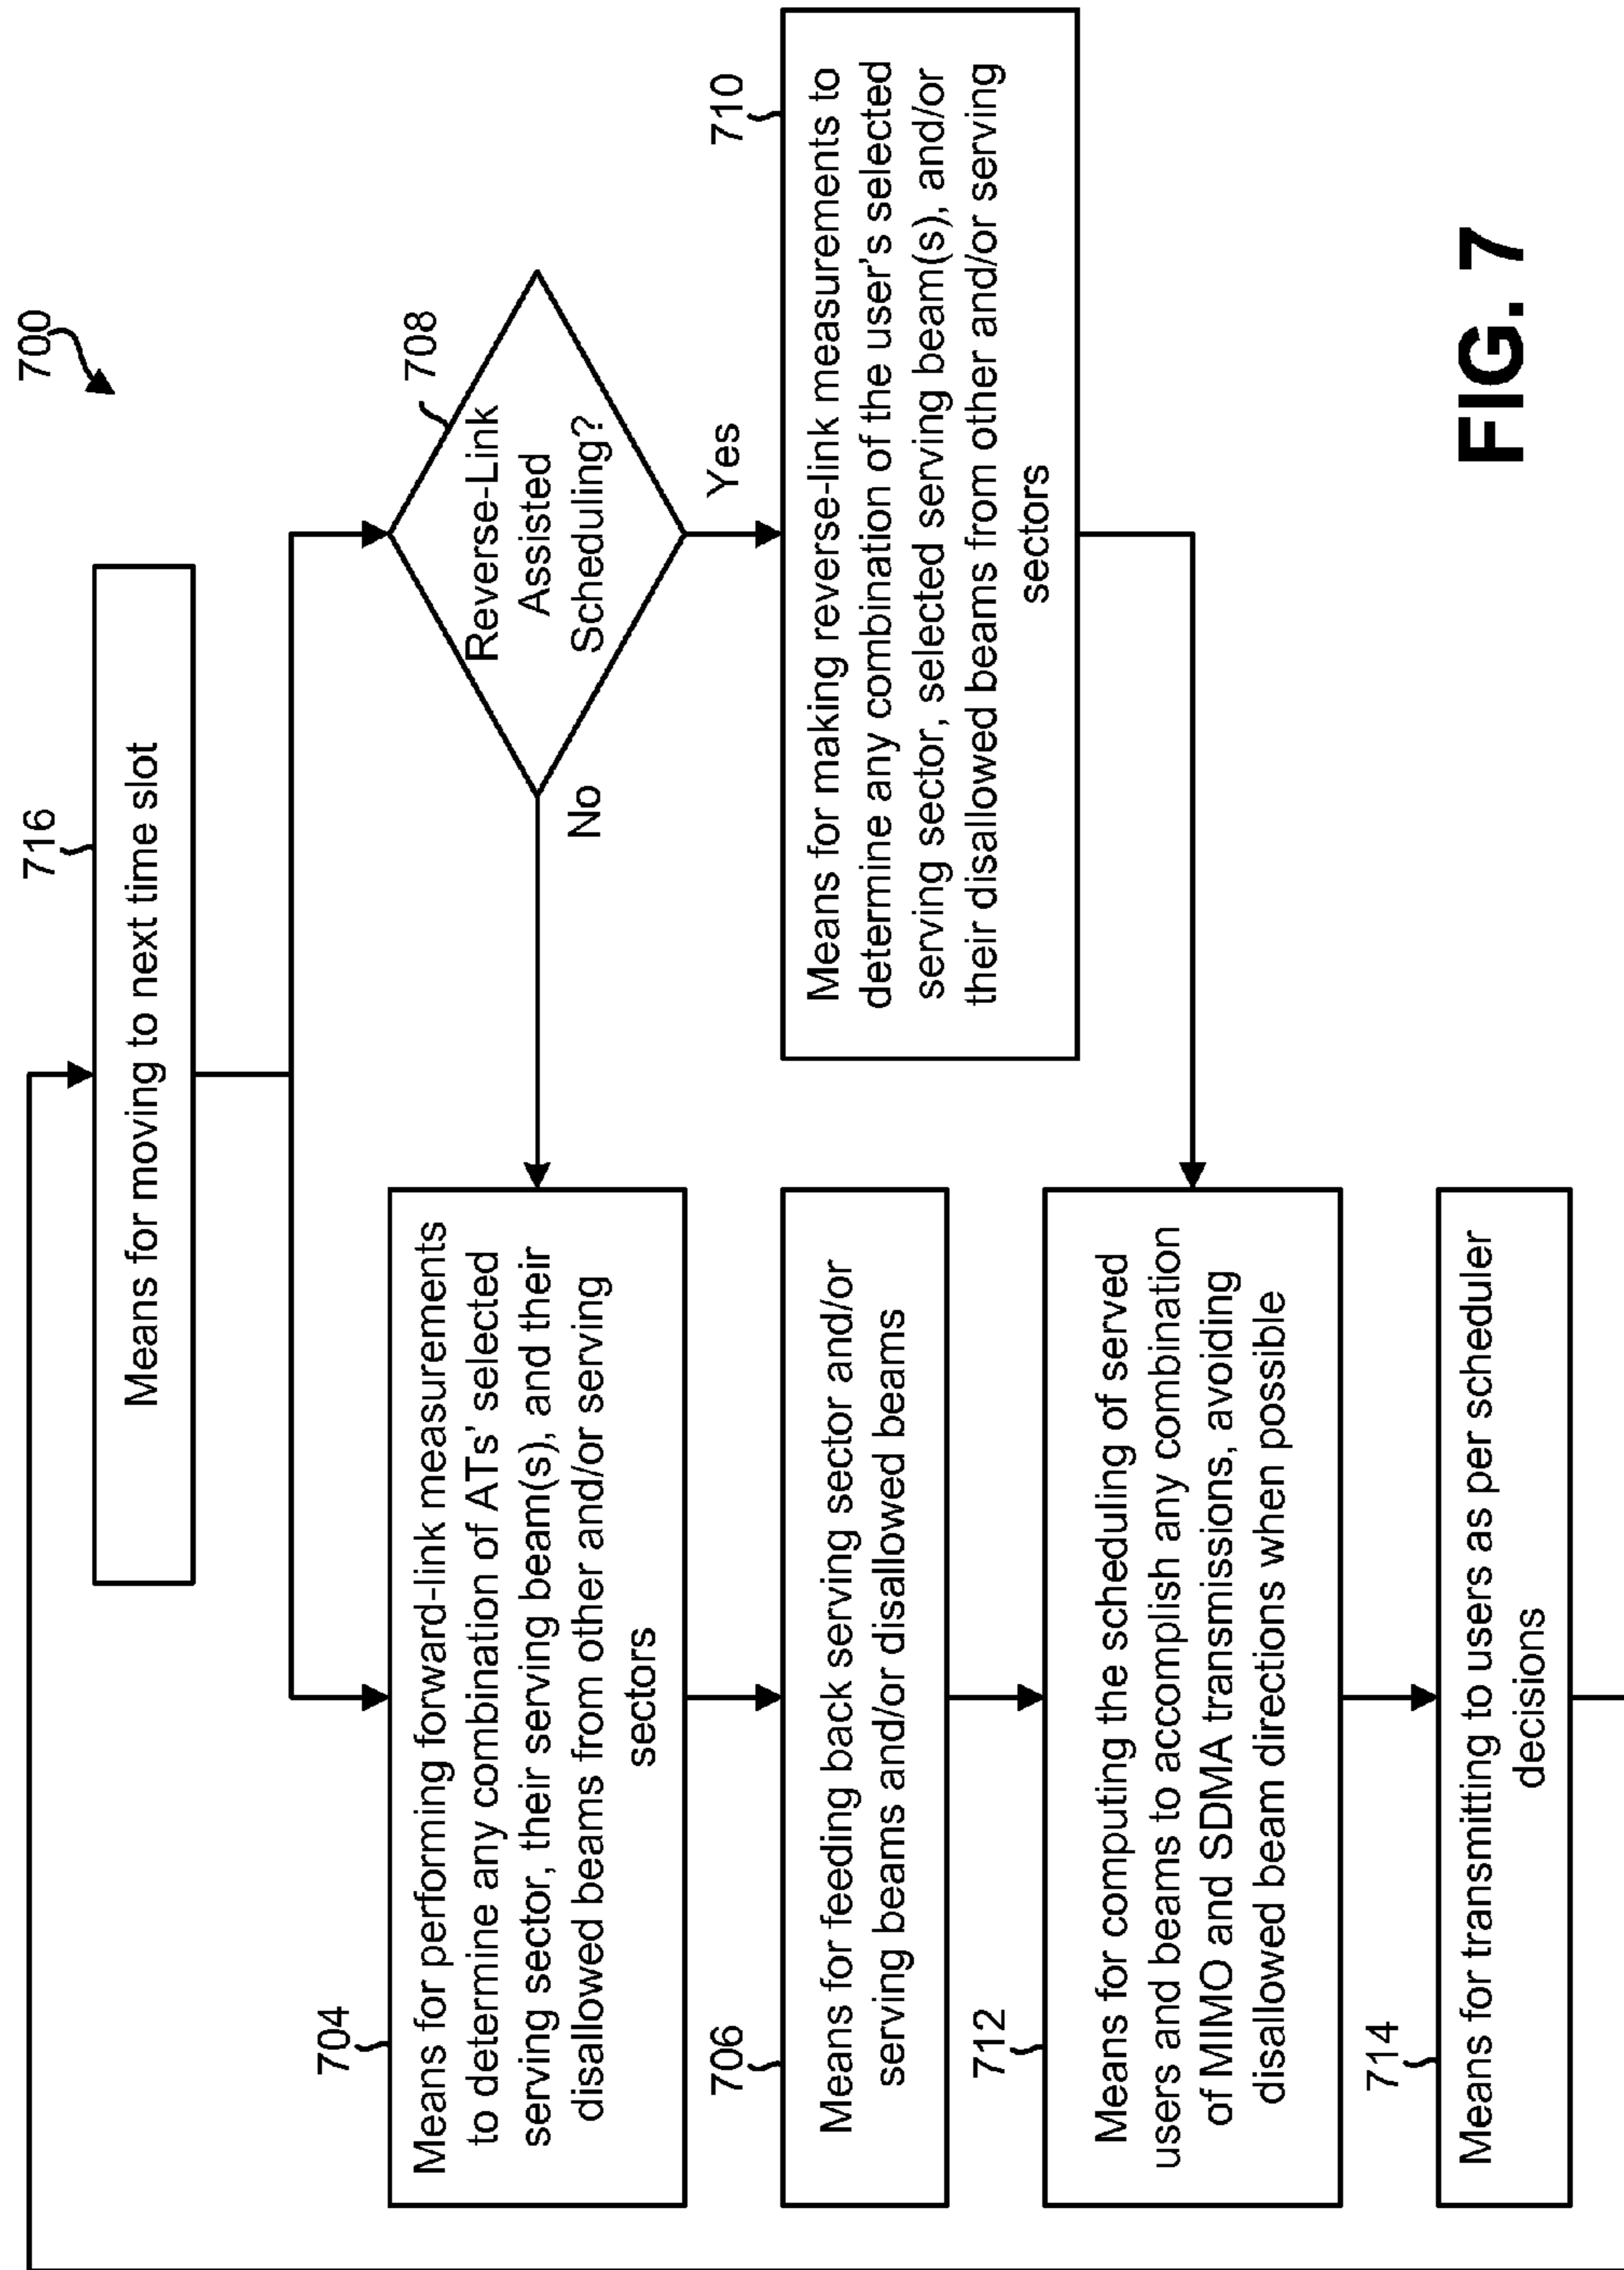 700
716
Means for moving to next time slot
708
Reverse-Link
Assisted
Scheduling?
No
Yes
704
Means for performing forward-link measurements
to determine any combination of ATs’ selected
serving sector, their serving beam(s), and their
disallowed beams from other and/or serving
sectors
706
Means for feeding back serving sector and/or
serving beams and/or disallowed beams
710
Means for making reverse-link measurements to
determine any combination of the user’s selected
serving sector, selected serving beam(s), and/or
their disallowed beams from other and/or serving
sectors
712
Means for computing the scheduling of served
users and beams to accomplish any combination
of MIMO and SDMA transmissions, avoiding
disallowed beam directions when possible
714
Means for transmitting to users as per scheduler
decisions
FIG. 7